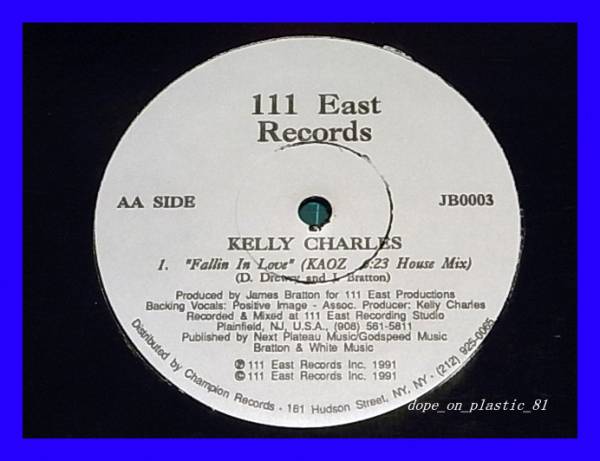 111 East
Records
AA SIDE
JB0003
KELLY CHARLES
1. "Fallin In Love" (KAOZ 6:23 House Mix)
(D. Drewry and J. Bratton)
Produced by James Bratton for 111 East Productions
Backing Vocals: Positive Image - Assoc. Producer: Kelly Charles
Recorded & Mixed at 111 East Recording Studio
Plainfield, NJ, U.S.A., (908) 561-5811
Published by Next Plateau Music/Godspeed Music
Bratton & White Music
Ⓟ 111 East Records Inc. 1991
© 111 East Records Inc. 1991
Distributed by Champion Records - 161 Hudson Street, NY, NY - (212) 925-0065
dope_on_plastic_81